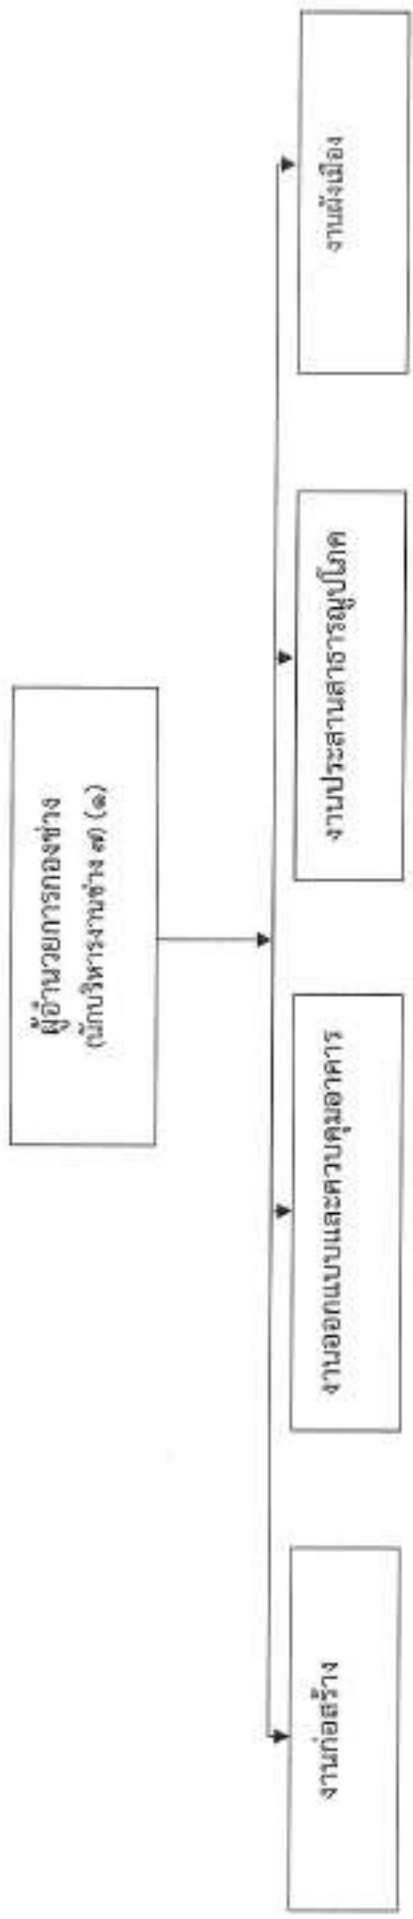 ผู้อำนวยการกองช่าง
(นักบริหารงานช่าง ๗) (๑)
งานก่อสร้าง
งานออกแบบและควบคุมอาคาร
งานประสานสาธารณูปโภค
งานผังเมือง